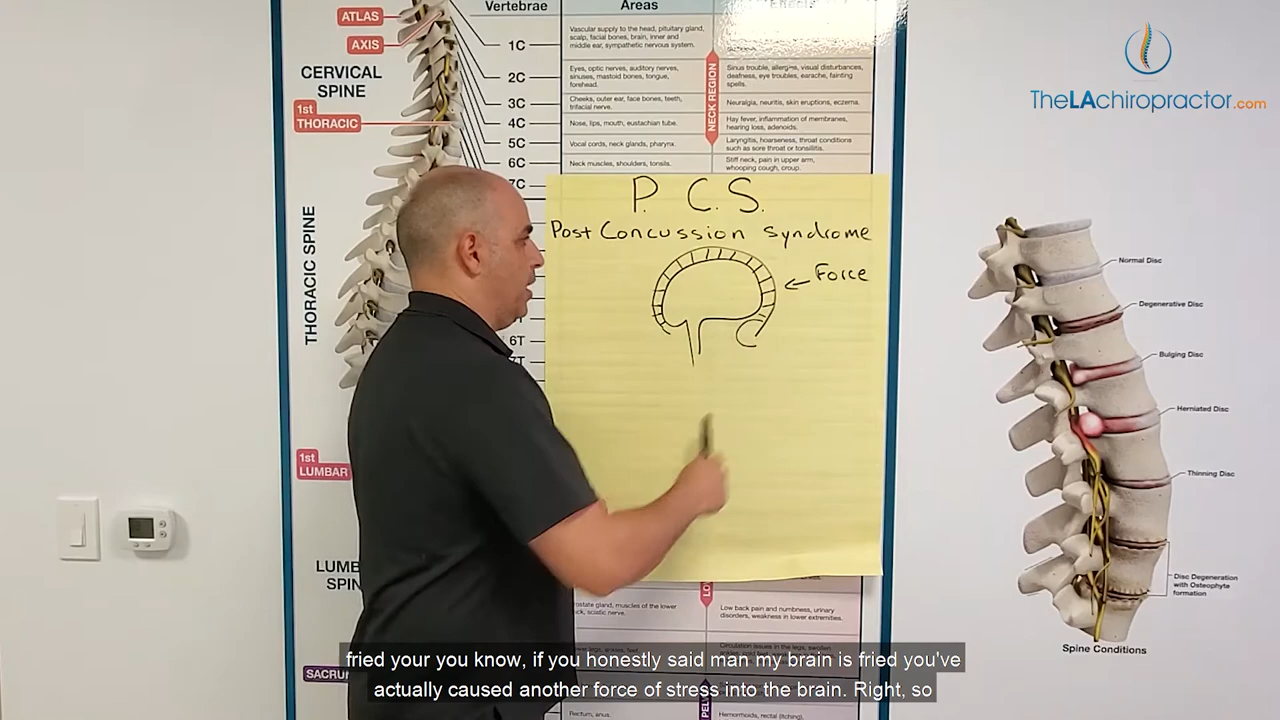 Vertebrae
Areas
ATLAS
AXIS
CERVICAL
SPINE
1st
THORACIC
THORACIC SPINE
1st
LUMBAR
1C
Vascular supply to the head, pituitary gland,
scalp, facial bones, brain, inner and
middle ear, sympathetic nervous system.
2C
Eyes, optic nerves, auditory nerves,
sinuses, mastoid bones, tongue,
forehead.
Sinus trouble, allergies, visual disturbances,
deafness, eye troubles, earache, fainting
spells.
3C
Cheeks, outer ear, face bones, teeth,
trifacial nerve.
Neuralgia, neuritis, skin eruptions, eczema.
4C
Nose, lips, mouth, eustachian tube.
Hay fever, inflammation of membranes,
hearing loss, adenoids.
5C
Vocal cords, neck glands, pharynx.
Laryngitis, hoarseness, throat conditions
such as sore throat or tonsillitis.
6C
Neck muscles, shoulders, tonsils.
Stiff neck, pain in upper arm,
whooping cough, croup.
NECK REGION
7C
6T
7T
P. C. S.
Post Concussion Syndrome
← Force
muscles of the lower
sciatic nerve.
Low back pain and numbness, urinary
disorders, weakness in lower extremities.
Rectum, anus.
Hemorrhoids, rectal (itching).
TheLAchiropractor.com
Normal Disc
Degenerative Disc
Bulging Disc
Herniated Disc
Thinning Disc
Disc Degeneration
with Osteophyte
formation
Spine Conditions
fried your you know, if you honestly said man my brain is fried you've
actually caused another force of stress into the brain. Right, so